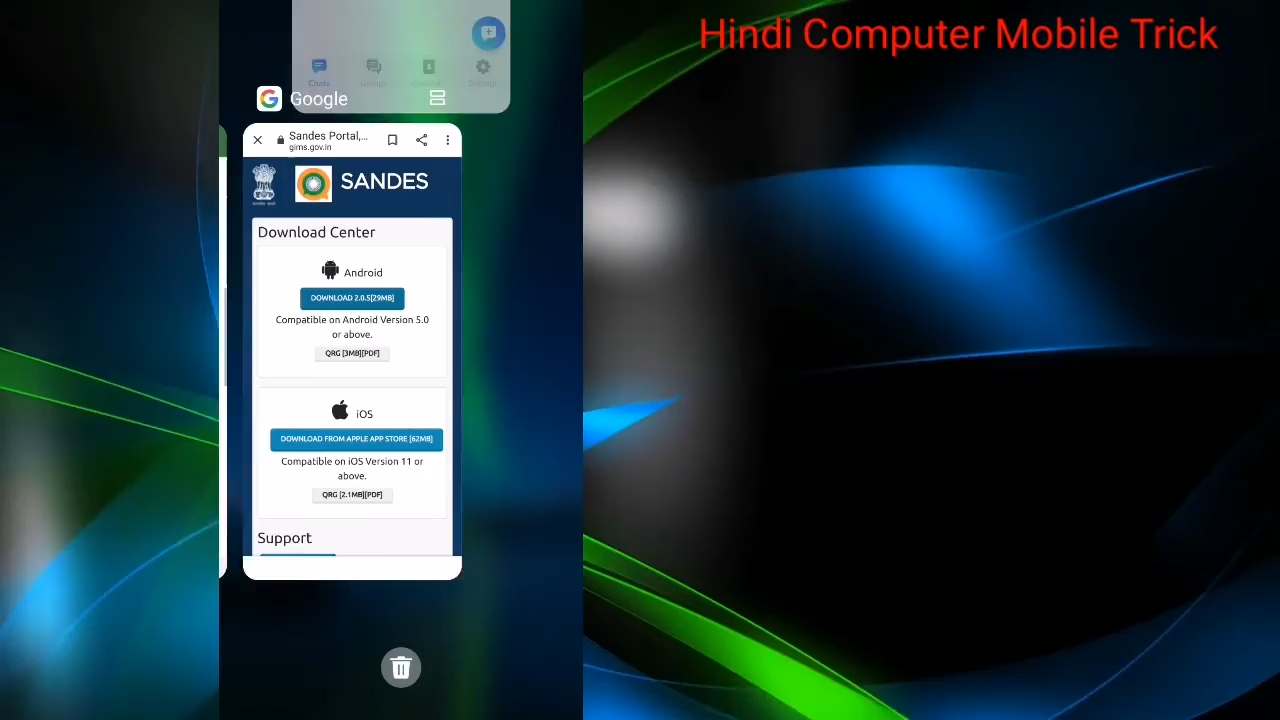 Hindi Computer Mobile Trick
Chats
Google
Sandes Portal,...
gims.gov.in
SANDES
Download Center
Android
DOWNLOAD 2.0.5[29MB]
Compatible on Android Version 5.0
or above.
QRG [3MB][PDF]
iOS
DOWNLOAD FROM APPLE APP STORE [62MB]
Compatible on iOS Version 11 or
above.
QRG [2.1MB][PDF]
Support